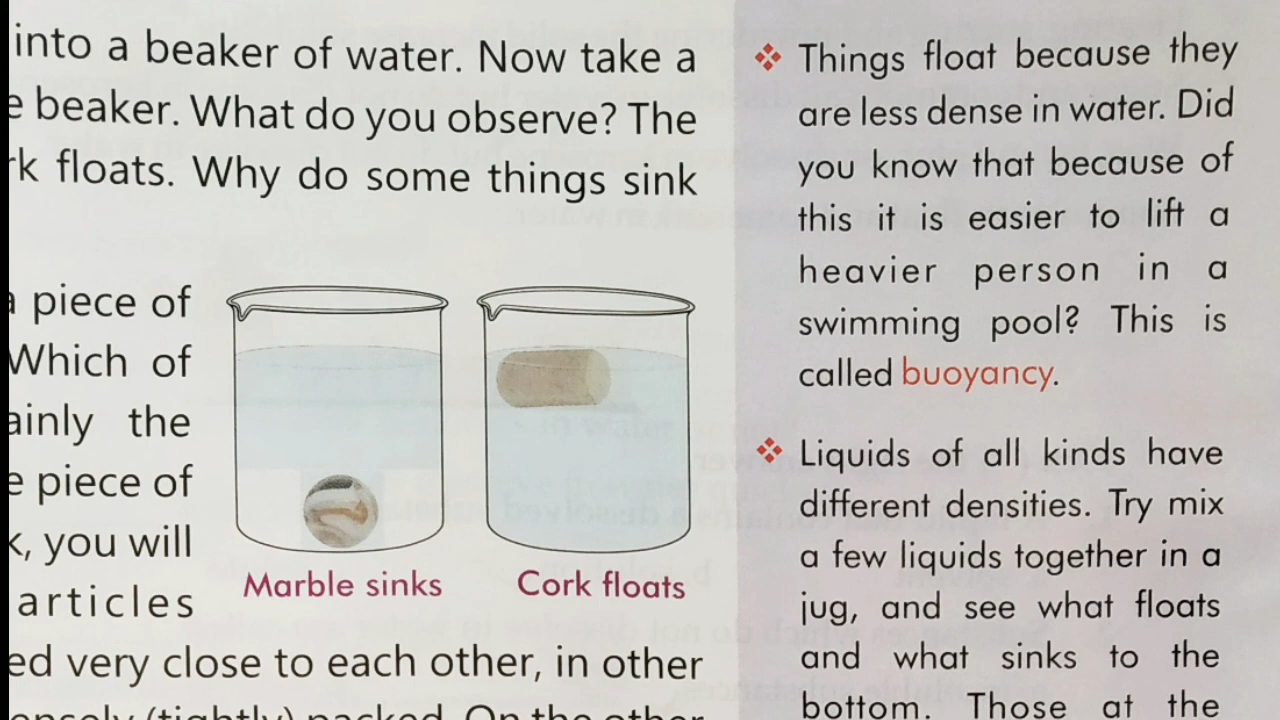 into a beaker of water. Now take a
beaker. What do you observe? The
floats. Why do some things sink
piece of
Which of
the
piece of
you will
articles
very close to each other, in other
(tightly) packed. On the other
Marble sinks
Cork floats
Things float because they
are less dense in water. Did
you know that because of
this it is easier to lift a
heavier person in a
swimming pool? This is
called buoyancy.
Liquids of all kinds have
different densities. Try mix
a few liquids together in a
jug, and see what floats
and what sinks to the
bottom. Those at the